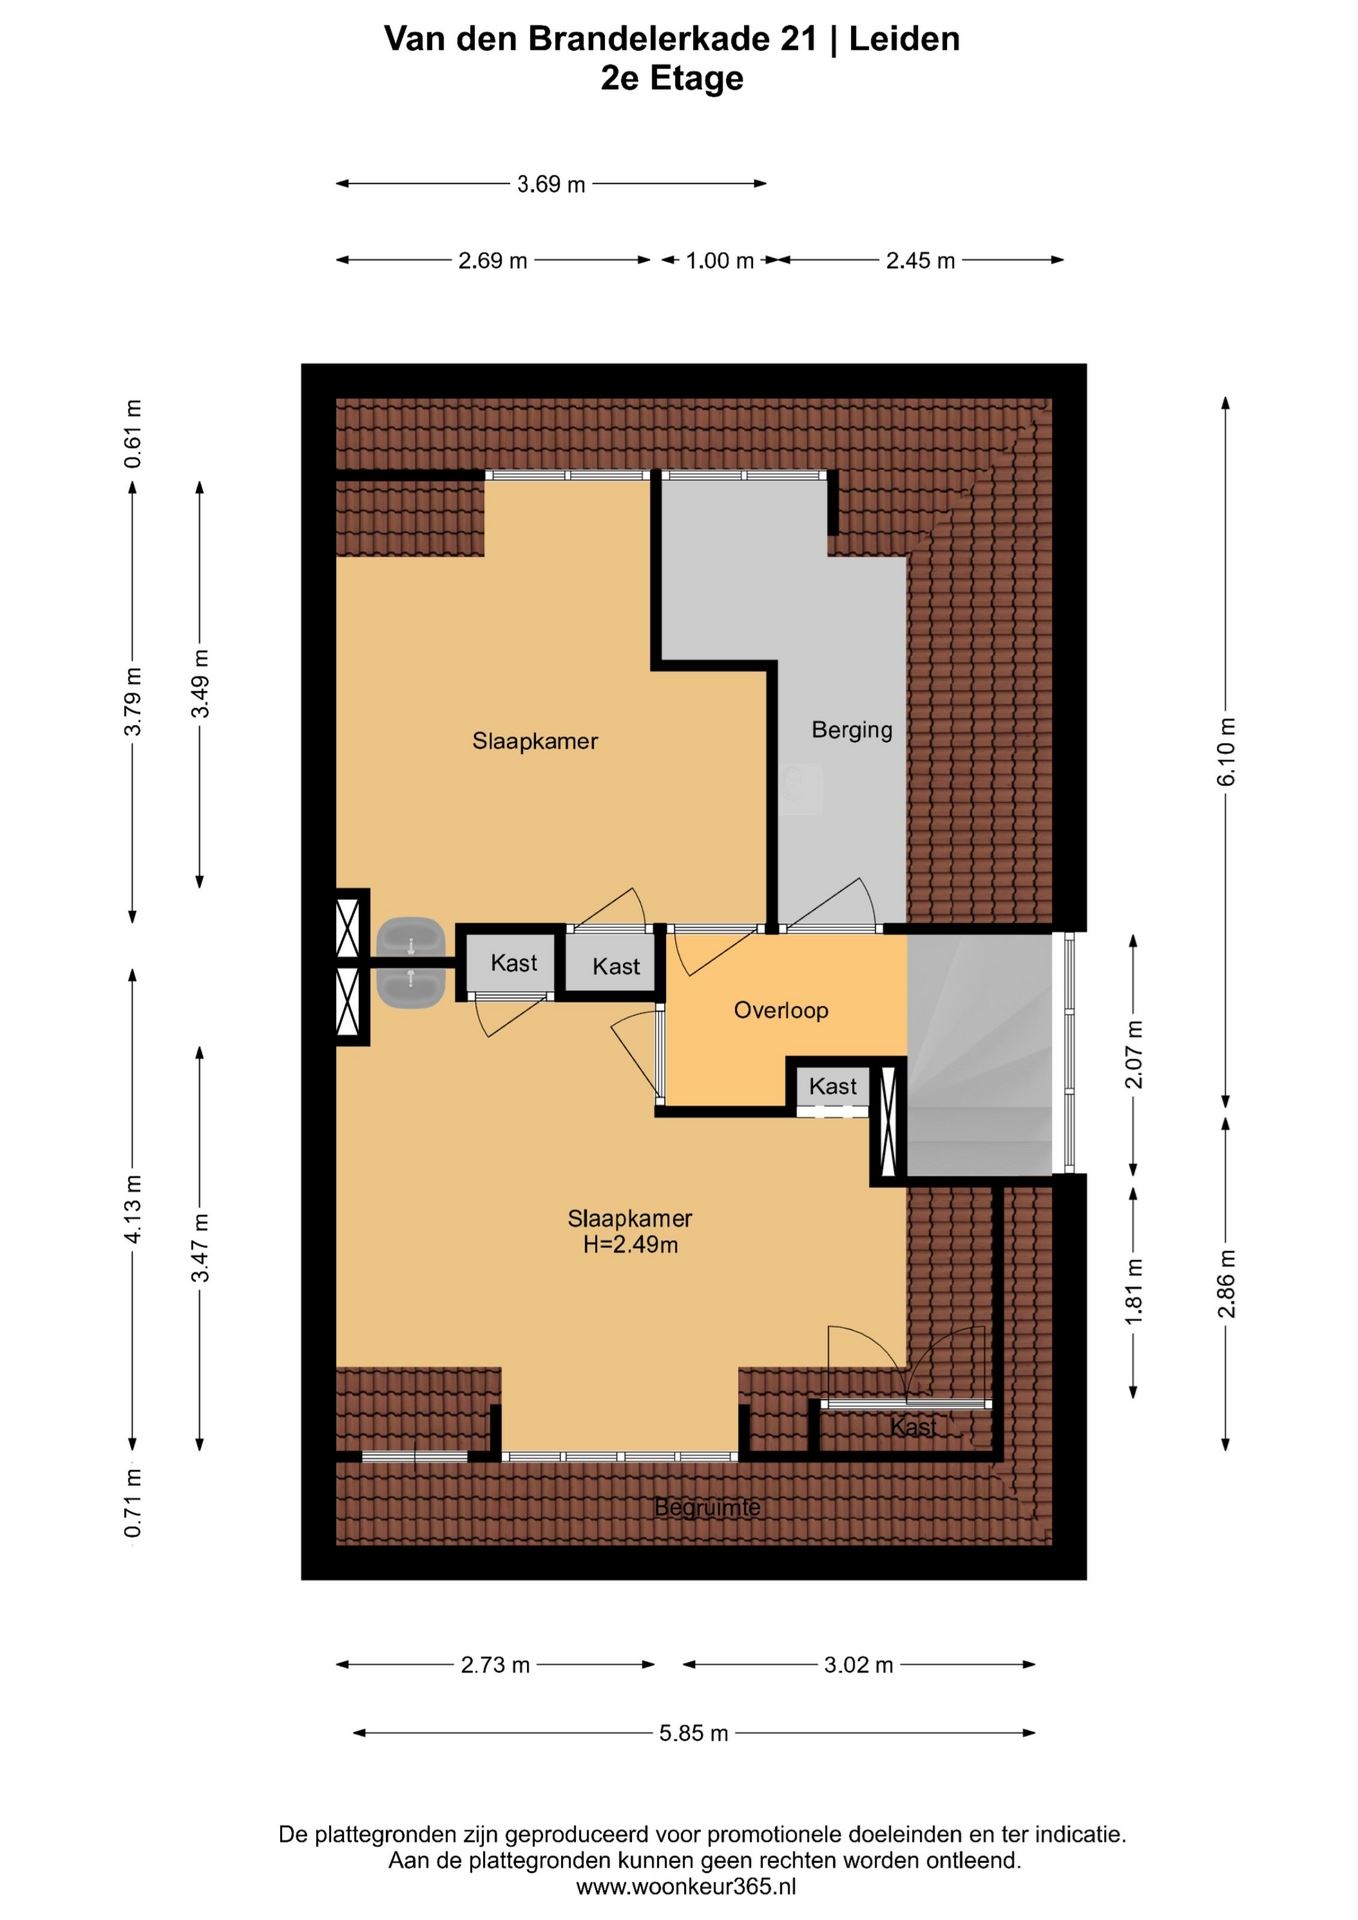 Van den Brandelerkade 21 | Leiden
2e Etage
3.69 m
2.69 m
1.00 m
2.45 m
0.61 m
3.79 m
3.49 m
6.10 m
Slaapkamer
Berging
Kast
Kast
Overloop
Kast
2.07 m
4.13 m
3.47 m
Slaapkamer
H=2.49m
1.81 m
2.86 m
Kast
0.71 m
Begruimte
2.73 m
3.02 m
5.85 m
De plattegronden zijn geproduceerd voor promotionele doeleinden en ter indicatie.
Aan de plattegronden kunnen geen rechten worden ontleend.
www.woonkeur365.nl